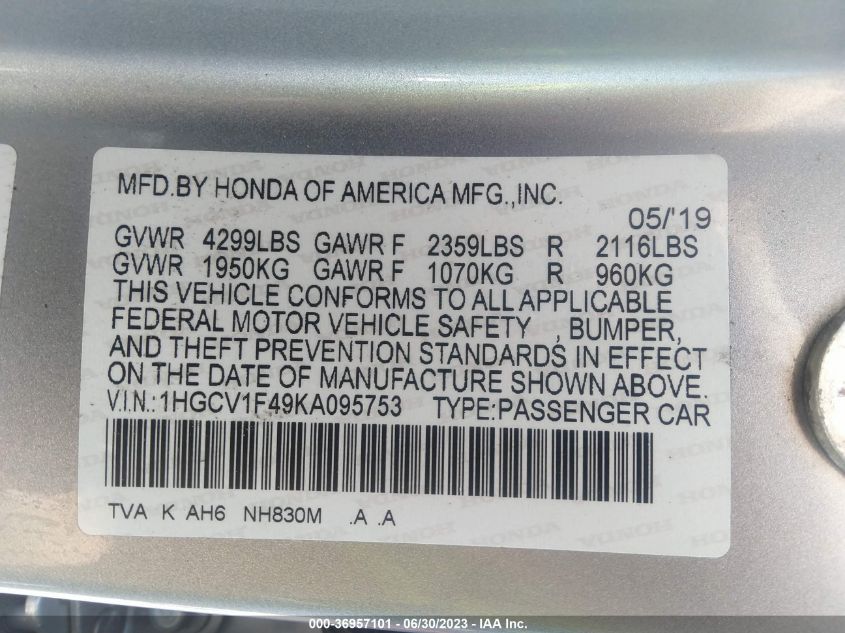 MFD.BY HONDA OF AMERICA MFG.,INC.
05/'19
GVWR 4299LBS GAWR F 2359LBS R 2116LBS
GVWR 1950KG GAWR F 1070KG R 960KG
THIS VEHICLE CONFORMS TO ALL APPLICABLE
FEDERAL MOTOR VEHICLE SAFETY , BUMPER,
AND THEFT PREVENTION STANDARDS IN EFFECT
ON THE DATE OF MANUFACTURE SHOWN ABOVE.
V.I.N.:1HGCV1F49KA095753 TYPE:PASSENGER CAR
TVA K AH6 NH830M .A .A
000-36957101 - 06/30/2023 - IAA Inc.